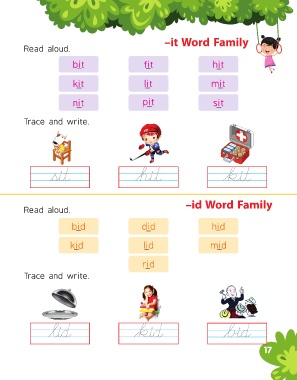 –it Word Family
Read aloud.
bit fit hit
kit lit mit
nit pit sit
Trace and write.
sit hit kit
–id Word Family
Read aloud.
bid did hid
kid lid mid
rid
Trace and write.
lid kid bid
17